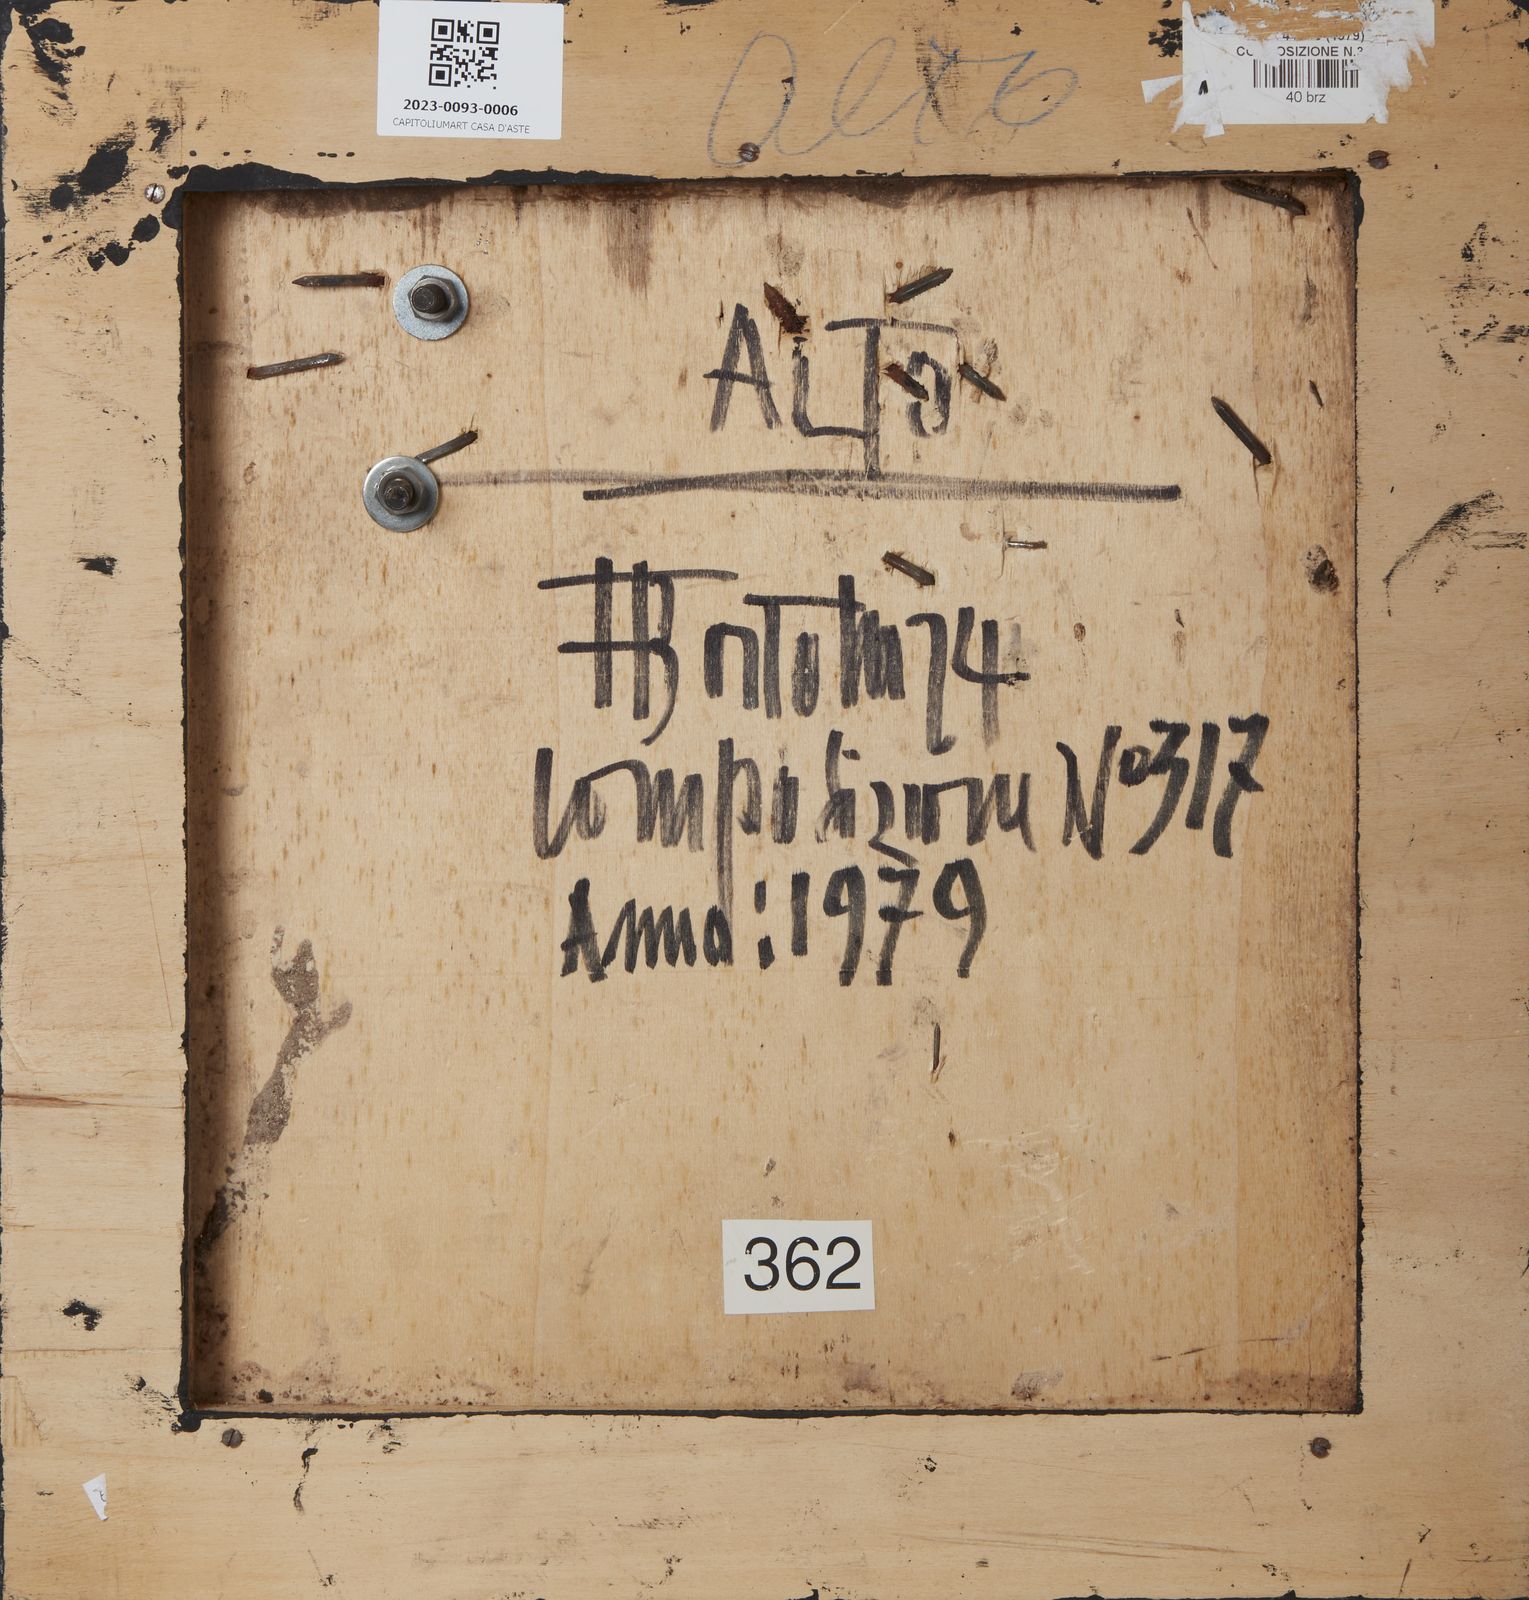 2023-0093-0006
CAPITOLIUMART CASA D'ASTE
Alto
40 brz
ALTO
Composizione N°317
Anno: 1979
362